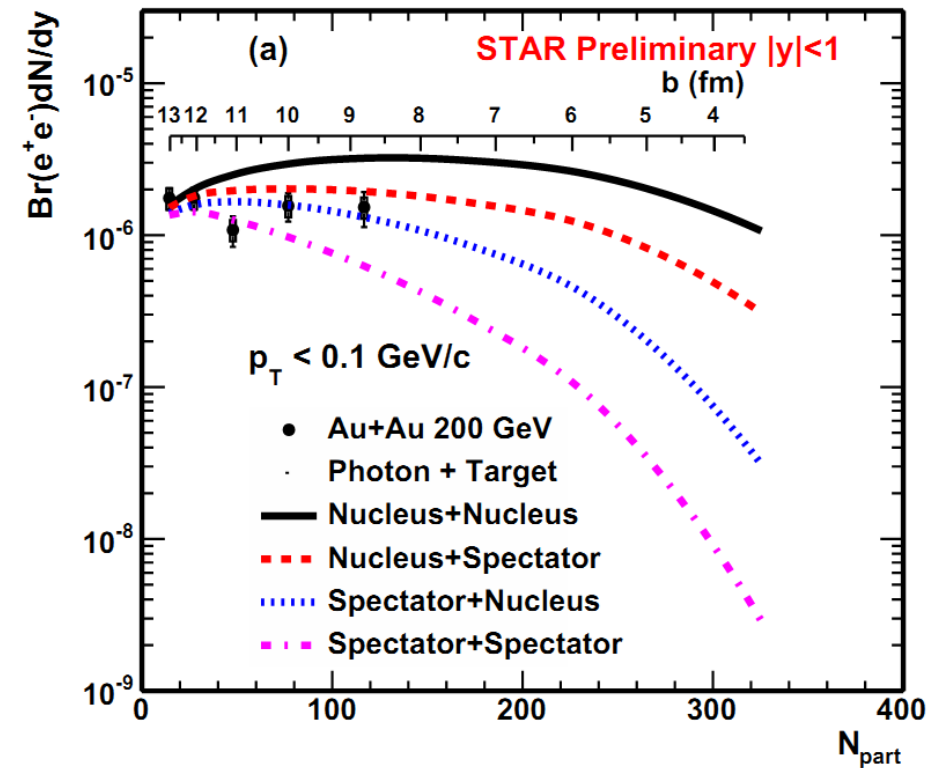 (a)
STAR Preliminary |y|<1
b (fm)
13 12 11 10 9 8 7 6 5 4
Br(e⁺e⁻)dN/dy
10⁻⁵
10⁻⁶
10⁻⁷
10⁻⁸
10⁻⁹
p_T < 0.1 GeV/c
Au+Au 200 GeV
Photon + Target
Nucleus+Nucleus
Nucleus+Spectator
Spectator+Nucleus
Spectator+Spectator
0 100 200 300 400
N_part